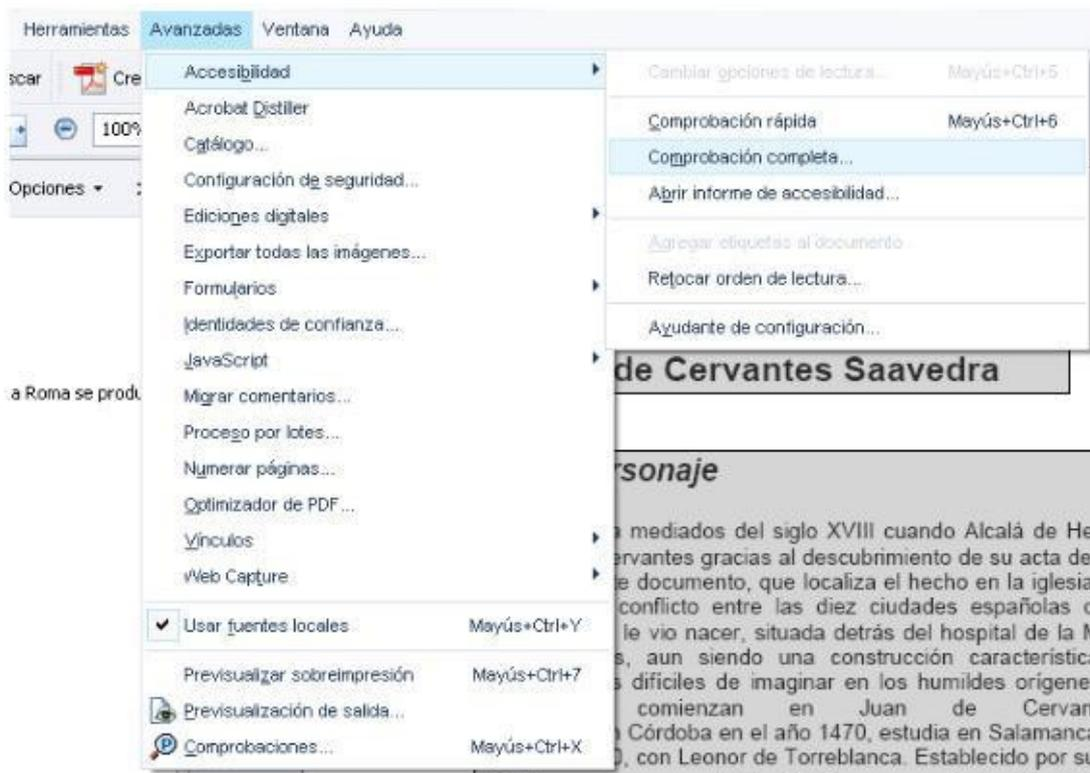 Herramientas Avanzadas Ventana Ayuda
scar Cre
100%
Opciones
Accesibilidad
Acrobat Distiller
Catálogo...
Configuración de seguridad...
Ediciones digitales
Exportar todas las imágenes...
Formularios
Identidades de confianza...
JavaScript
Migrar comentarios...
Proceso por lotes...
Numerar páginas...
Optimizador de PDF...
Vínculos
Web Capture
Usar fuentes locales Mayús+Ctrl+Y
Previsualizar sobreimpresión Mayús+Ctrl+7
Previsualización de salida...
Comprobaciones... Mayús+Ctrl+X
Cambiar opciones de lectura... Mayús+Ctrl+5
Comprobación rápida Mayús+Ctrl+6
Comprobación completa...
Abrir informe de accesibilidad...
Agregar etiquetas al documento
Retocar orden de lectura...
Ayudante de configuración...
a Roma se produ
de Cervantes Saavedra
rsonaje
mediados del siglo XVIII cuando Alcalá de He
ervantes gracias al descubrimiento de su acta de
e documento, que localiza el hecho en la iglesia
conflicto entre las diez ciudades españolas
le vio nacer, situada detrás del hospital de la
s, aun siendo una construcción característica
s difíciles de imaginar en los humildes orígene
comienzan en Juan de Cervan
Córdoba en el año 1470, estudia en Salamanca
, con Leonor de Torreblanca. Establecido por su